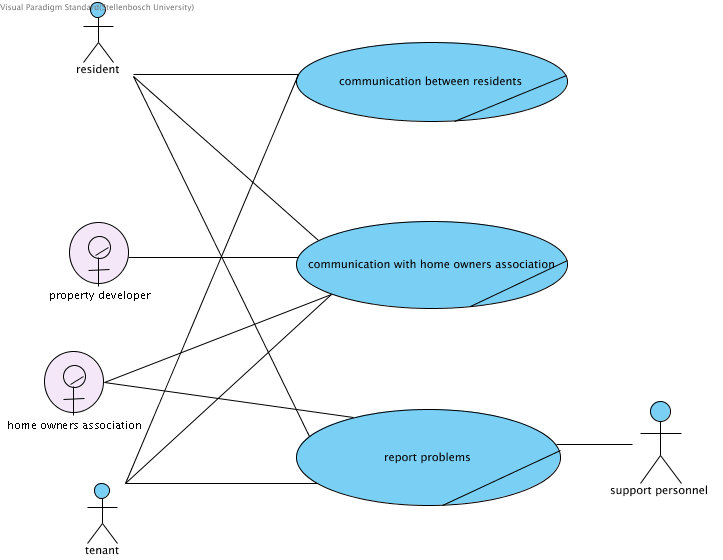 Visual Paradigm Standard(Stellenbosch University)
resident
communication between residents
communication with home owners association
property developer
home owners association
report problems
support personnel
tenant